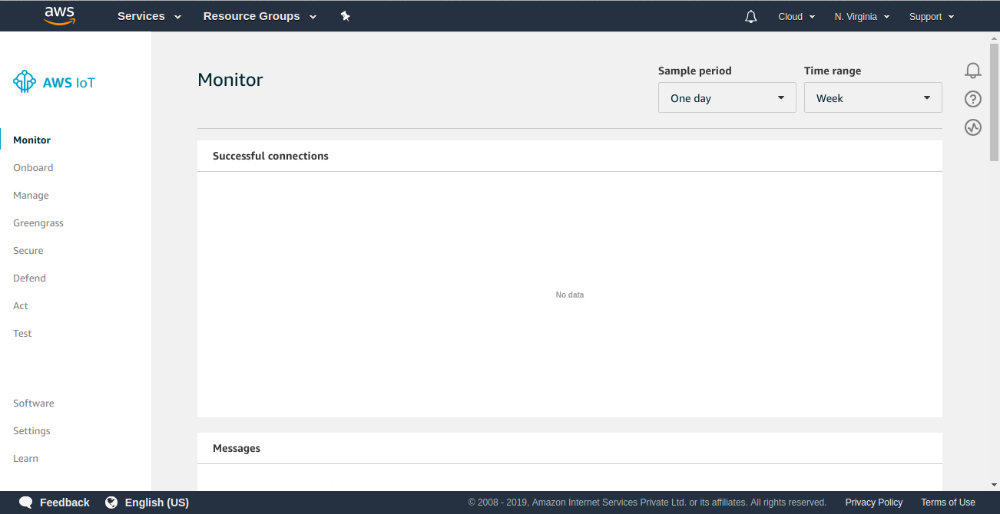 aws Services Resource Groups Cloud N. Virginia Support
AWS IoT
Monitor
Onboard
Manage
Greengrass
Secure
Defend
Act
Test
Software
Settings
Learn
Monitor
Sample period
One day
Time range
Week
Successful connections
No data
Messages
Feedback English (US) © 2008 - 2019, Amazon Internet Services Private Ltd. or its affiliates. All rights reserved. Privacy Policy Terms of Use